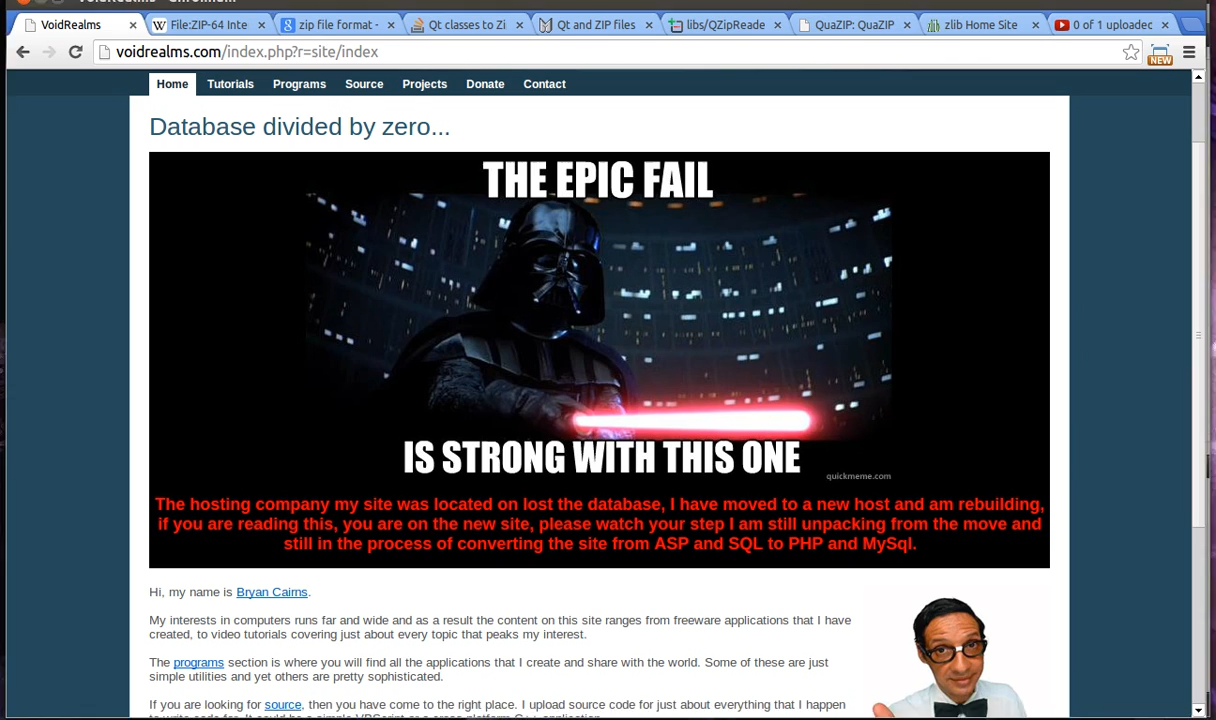 VoidRealms
File:ZIP-64 Inte
zip file format -
Qt classes to Zi
Qt and ZIP files
libs/QZipReade
QuaZIP: QuaZIP
zlib Home Site
0 of 1 uploaded
voidrealms.com/index.php?r=site/index
NEW
Home Tutorials Programs Source Projects Donate Contact
Database divided by zero...
THE EPIC FAIL
IS STRONG WITH THIS ONE
quickmeme.com
The hosting company my site was located on lost the database, I have moved to a new host and am rebuilding,
if you are reading this, you are on the new site, please watch your step I am still unpacking from the move and
still in the process of converting the site from ASP and SQL to PHP and MySql.
Hi, my name is Bryan Cairns.
My interests in computers runs far and wide and as a result the content on this site ranges from freeware applications that I have
created, to video tutorials covering just about every topic that peaks my interest.
The programs section is where you will find all the applications that I create and share with the world. Some of these are just
simple utilities and yet others are pretty sophisticated.
If you are looking for source, then you have come to the right place. I upload source code for just about everything that I happen